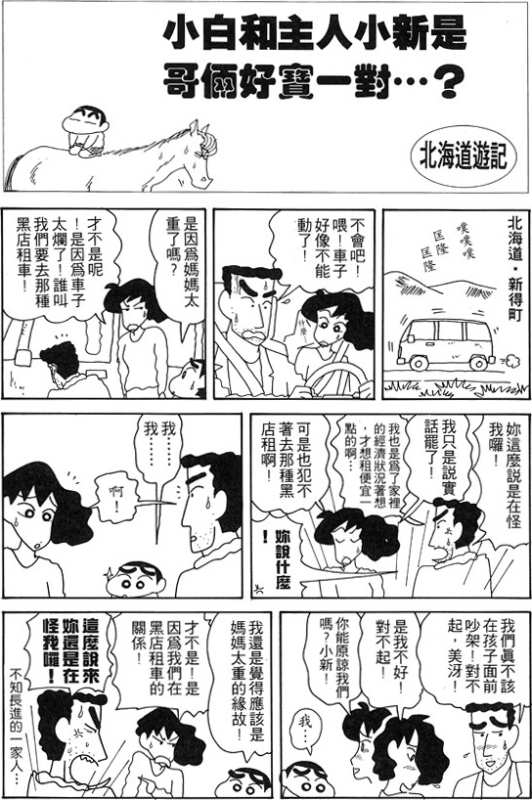 小白和主人小新是
哥倆好寶一對…？
北海道遊記
北海道·新得町
噗噗噗
匡隆
匡隆
不會吧！
喂！車子
好像不能
動了！
是因為媽媽太
重了嗎？
才不是呢
！是因為車子
太爛了！誰叫
我們要去那種
黑店租車！
妳這麼說是在怪
我囉！
我只是說實
話罷了！
我也是為了家裡
的經濟狀況著想
，才想租便宜一
點的啊…
可是也犯不
著去那種黑
店租啊！
妳說什麼
！
我………
我………
啊！
我們真不該
在孩子面前
吵架！對不
起，美冴！
是我不好！
對不起！
你能原諒我們
嗎？小新！
我…
我還是覺得應該是
媽媽太重的緣故！
才不是！是
因為我們在
黑店租車的
關係！
這麼說來
妳還是在
怪我囉！
不知長進的一家人…